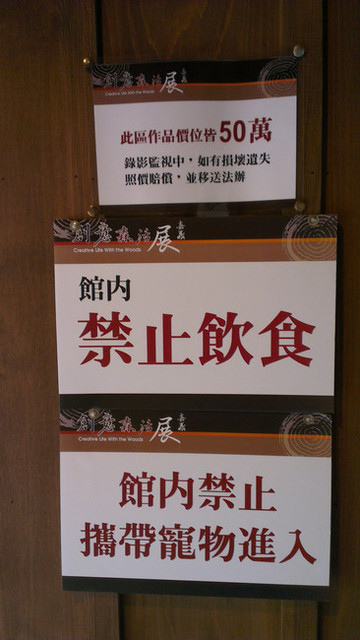 創意森活展
Creative Life With the Woods
此區作品價位皆50萬
錄影監視中，如有損壞遺失
照價賠償，並移送法辦
創意森活展 嘉義
Creative Life With the Woods
館內
禁止飲食
創意森活展 嘉義
Creative Life With the Woods
館內禁止
攜帶寵物進入